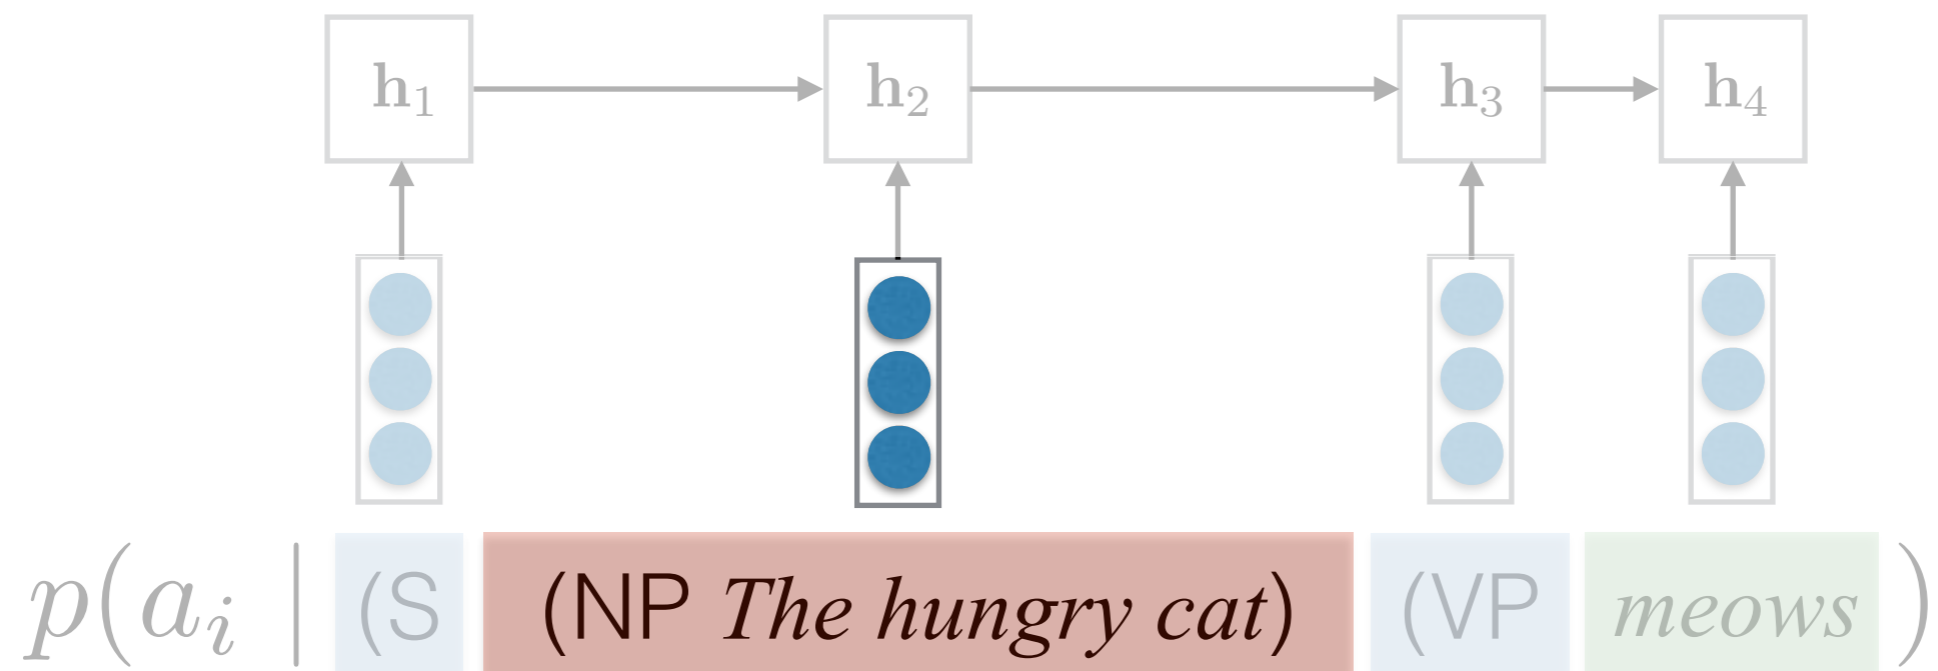 h₁ h₂ h₃ h₄
p(aᵢ | (S (NP The hungry cat) (VP meows )